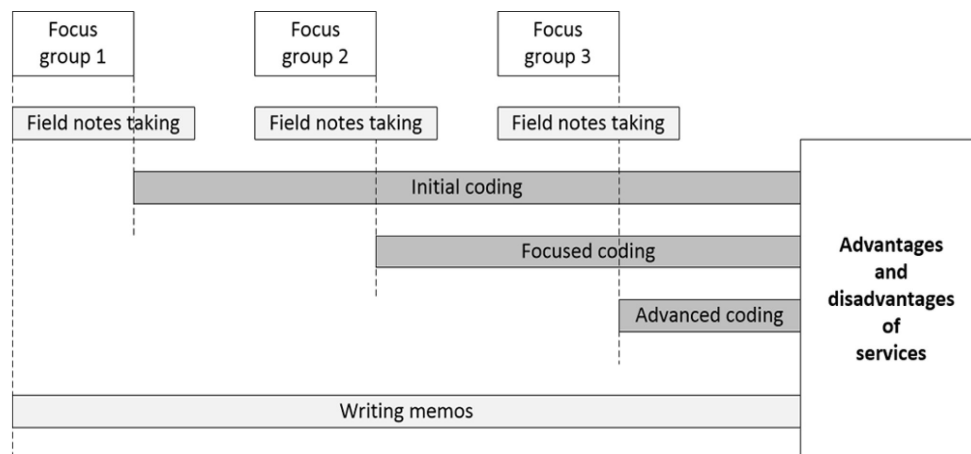 Focus
group 1
Focus
group 2
Focus
group 3
Field notes taking
Field notes taking
Field notes taking
Initial coding
Focused coding
Advanced coding
Writing memos
Advantages
and
disadvantages
of
services